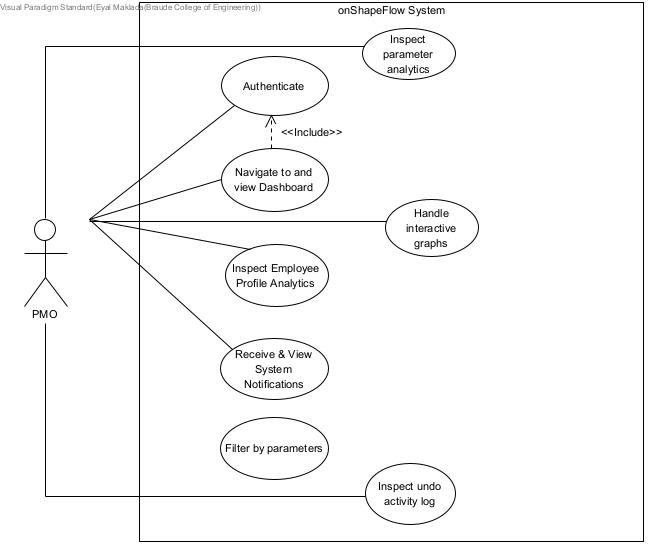 Visual Paradigm Standard(Eyal Maklada(Braude College of Engineering))
onShapeFlow System
Inspect
parameter
analytics
Authenticate
<<Include>>
Navigate to and
view Dashboard
Handle
interactive
graphs
Inspect Employee
Profile Analytics
PMO
Receive & View
System
Notifications
Filter by parameters
Inspect undo
activity log